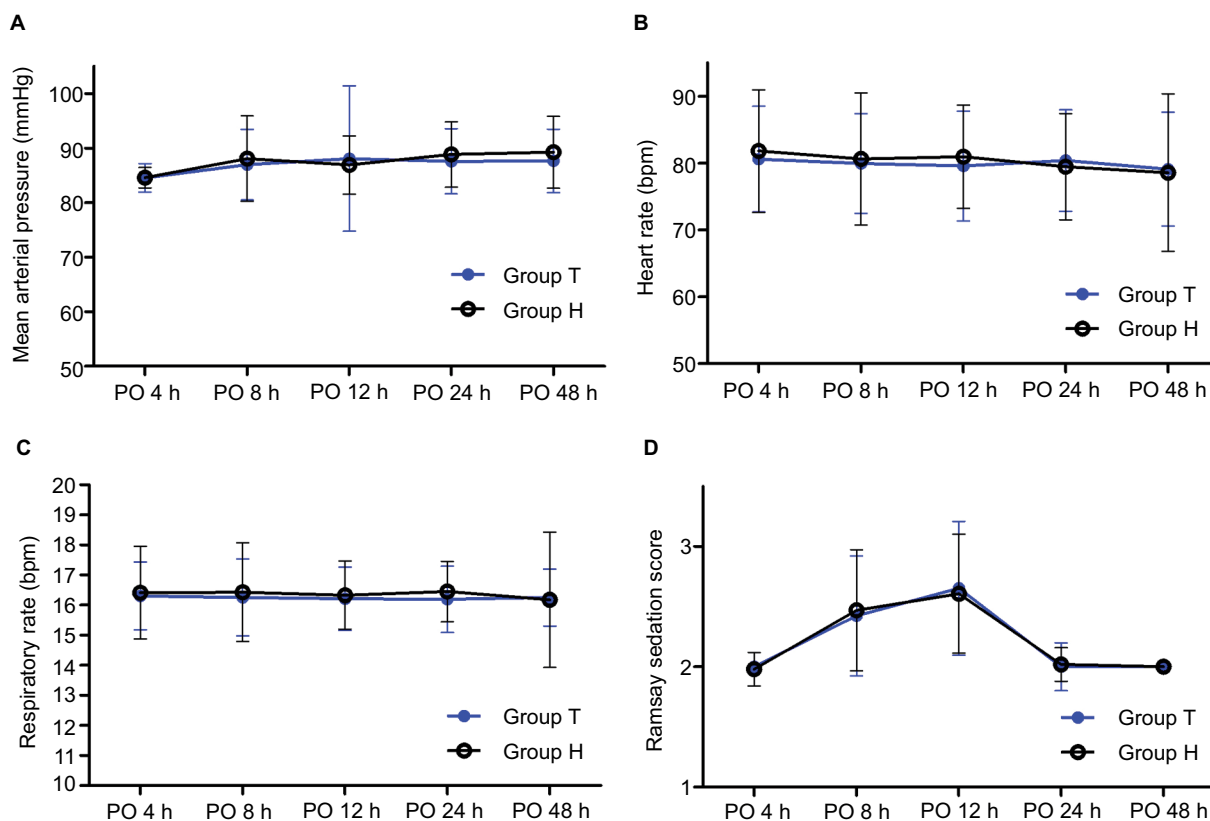 A
Mean arterial pressure (mmHg)
100
90
80
70
60
50
Group T
Group H
PO 4 h
PO 8 h
PO 12 h
PO 24 h
PO 48 h
B
Heart rate (bpm)
90
80
70
60
50
Group T
Group H
PO 4 h
PO 8 h
PO 12 h
PO 24 h
PO 48 h
C
Respiratory rate (bpm)
20
19
18
17
16
15
14
13
12
11
10
Group T
Group H
PO 4 h
PO 8 h
PO 12 h
PO 24 h
PO 48 h
D
Ramsay sedation score
3
2
1
Group T
Group H
PO 4 h
PO 8 h
PO 12 h
PO 24 h
PO 48 h